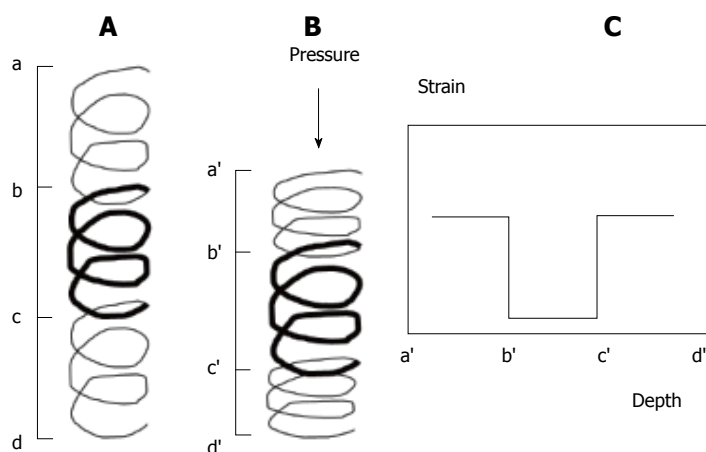 A
a
b
c
d
B
Pressure
a'
b'
c'
d'
C
Strain
a' b' c' d'
Depth